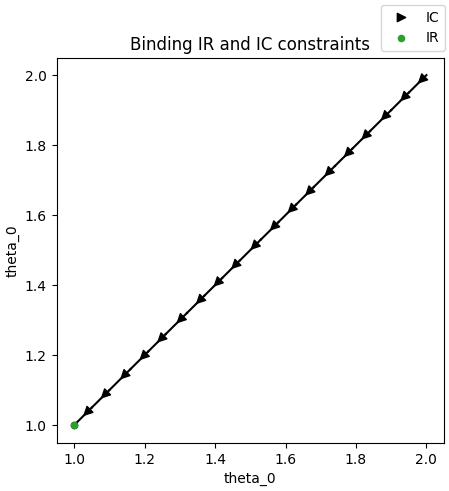 IC
IR
Binding IR and IC constraints
2.0
1.8
1.6
1.4
1.2
1.0
theta_0
1.0 1.2 1.4 1.6 1.8 2.0
theta_0